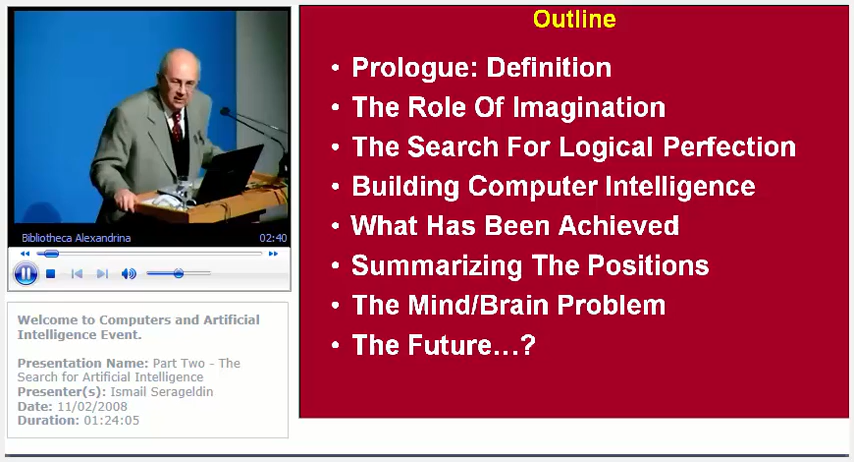 Outline
• Prologue: Definition
• The Role Of Imagination
• The Search For Logical Perfection
• Building Computer Intelligence
• What Has Been Achieved
• Summarizing The Positions
• The Mind/Brain Problem
• The Future...?
Bibliotheca Alexandrina 02:40
Welcome to Computers and Artificial
Intelligence Event.
Presentation Name: Part Two - The
Search for Artificial Intelligence
Presenter(s): Ismail Serageldin
Date: 11/02/2008
Duration: 01:24:05